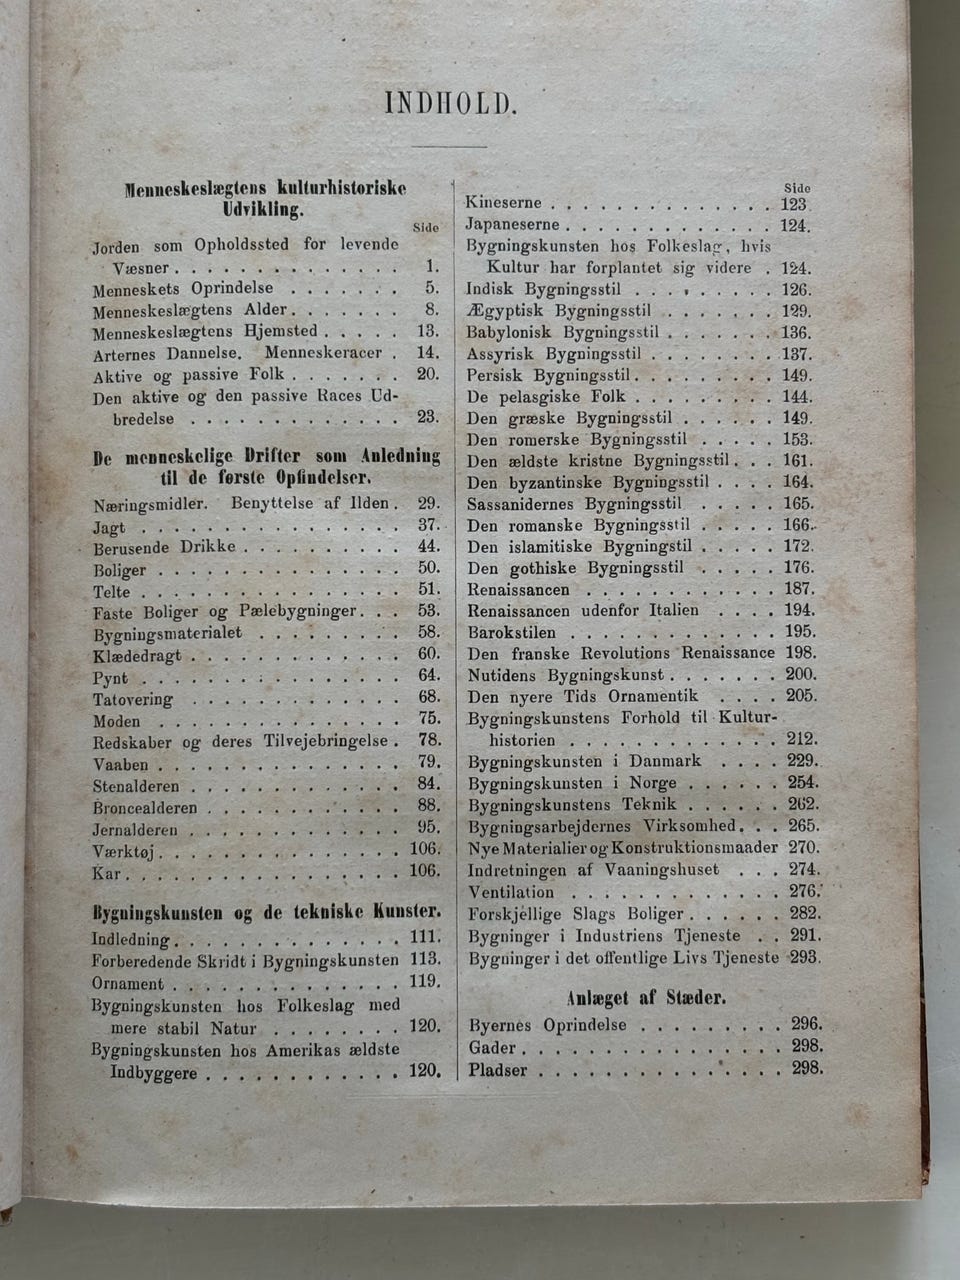 INDHOLD.
Menneskeslægtens kulturhistoriske
Udvikling.
Side
Jorden som Opholdssted for levende
Væsner . . . . . . . . . . . . . . 1.
Menneskets Oprindelse . . . . . . . 5.
Menneskeslægtens Alder . . . . . . . 8.
Menneskeslægtens Hjemsted . . . . . 13.
Arternes Dannelse. Menneskeracer . 14.
Aktive og passive Folk . . . . . . . 20.
Den aktive og den passive Races Ud-
bredelse . . . . . . . . . . . . . 23.
De menneskelige Drifter som Anledning
til de første Opfindelser.
Næringsmidler. Benyttelse af Ilden . 29.
Jagt . . . . . . . . . . . . . . . . 37.
Berusende Drikke . . . . . . . . . . 44.
Boliger . . . . . . . . . . . . . . . 50.
Telte . . . . . . . . . . . . . . . . 51.
Faste Boliger og Pælebygninger . . . 53.
Bygningsmaterialet . . . . . . . . . 58.
Klædedragt . . . . . . . . . . . . . 60.
Pynt . . . . . . . . . . . . . . . . 64.
Tatovering . . . . . . . . . . . . . 68.
Moden . . . . . . . . . . . . . . . 75.
Redskaber og deres Tilvejebringelse . 78.
Vaaben . . . . . . . . . . . . . . . 79.
Stenalderen . . . . . . . . . . . . . 84.
Broncealderen . . . . . . . . . . . . 88.
Jernalderen . . . . . . . . . . . . . 95.
Værktøj . . . . . . . . . . . . . . . 106.
Kar . . . . . . . . . . . . . . . . . 106.
Bygningskunsten og de tekniske Kunster.
Indledning . . . . . . . . . . . . . . 111.
Forberedende Skridt i Bygningskunsten 113.
Ornament . . . . . . . . . . . . . . 119.
Bygningskunsten hos Folkeslag med
mere stabil Natur . . . . . . . . 120.
Bygningskunsten hos Amerikas ældste
Indbyggere . . . . . . . . . . . . 120.
Side
Kineserne . . . . . . . . . . . . . . 123.
Japaneserne . . . . . . . . . . . . . 124.
Bygningskunsten hos Folkeslag, hvis
Kultur har forplantet sig videre . 124.
Indisk Bygningsstil . . . . . . . . . 126.
Ægyptisk Bygningsstil . . . . . . . 129.
Babylonisk Bygningsstil . . . . . . . 136.
Assyrisk Bygningsstil . . . . . . . . 137.
Persisk Bygningsstil . . . . . . . . . 149.
De pelasgiske Folk . . . . . . . . . 144.
Den græske Bygningsstil . . . . . . 149.
Den romerske Bygningsstil . . . . . 153.
Den ældste kristne Bygningsstil . . . 161.
Den byzantinske Bygningsstil . . . . 164.
Sassanidernes Bygningsstil . . . . . 165.
Den romanske Bygningsstil . . . . . 166.
Den islamitiske Bygningstil . . . . . 172.
Den gothiske Bygningsstil . . . . . 176.
Renaissancen . . . . . . . . . . . . 187.
Renaissancen udenfor Italien . . . . 194.
Barokstilen . . . . . . . . . . . . . 195.
Den franske Revolutions Renaissance 198.
Nutidens Bygningskunst . . . . . . . 200.
Den nyere Tids Ornamentik . . . . 205.
Bygningskunstens Forhold til Kultur-
historien . . . . . . . . . . . . . 212.
Bygningskunsten i Danmark . . . . 229.
Bygningskunsten i Norge . . . . . . 254.
Bygningskunstens Teknik . . . . . . 262.
Bygningsarbejdernes Virksomhed . . . 265.
Nye Materialier og Konstruktionsmaader 270.
Indretningen af Vaaningshuset . . . 274.
Ventilation . . . . . . . . . . . . . 276.
Forskjellige Slags Boliger . . . . . . 282.
Bygninger i Industriens Tjeneste . . 291.
Bygninger i det offentlige Livs Tjeneste 293.
Anlæget af Stæder.
Byernes Oprindelse . . . . . . . . . 296.
Gader . . . . . . . . . . . . . . . . 298.
Pladser . . . . . . . . . . . . . . . 298.